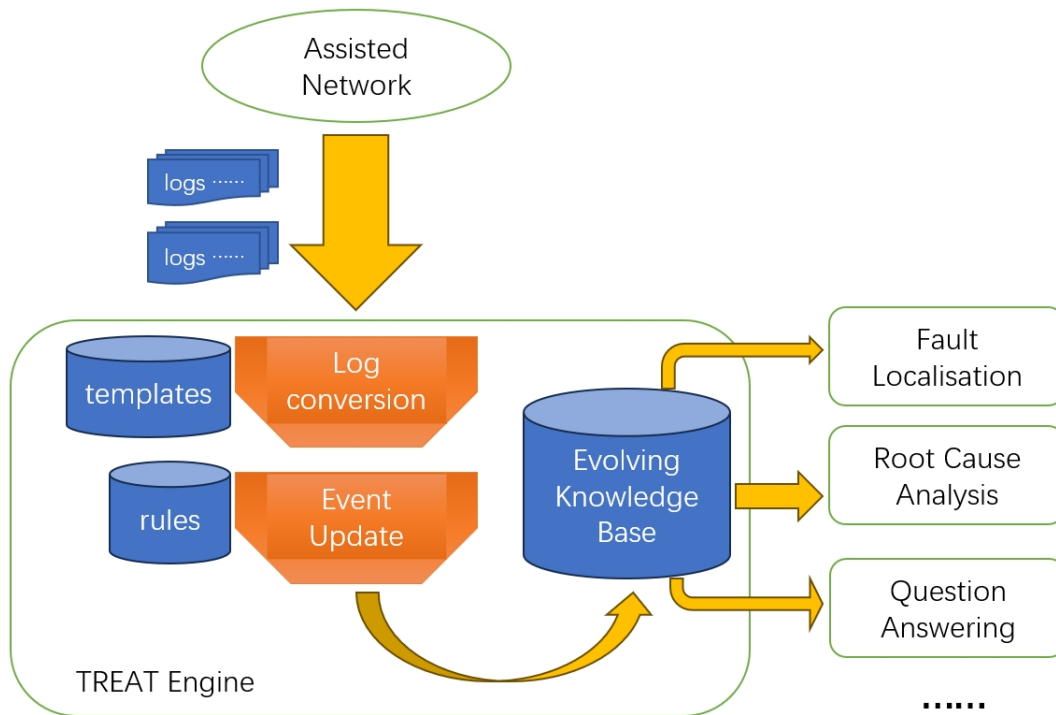 Assisted
Network
logs ······
logs ······
templates
Log
conversion
rules
Event
Update
Evolving
Knowledge
Base
TREAT Engine
Fault
Localisation
Root Cause
Analysis
Question
Answering
······